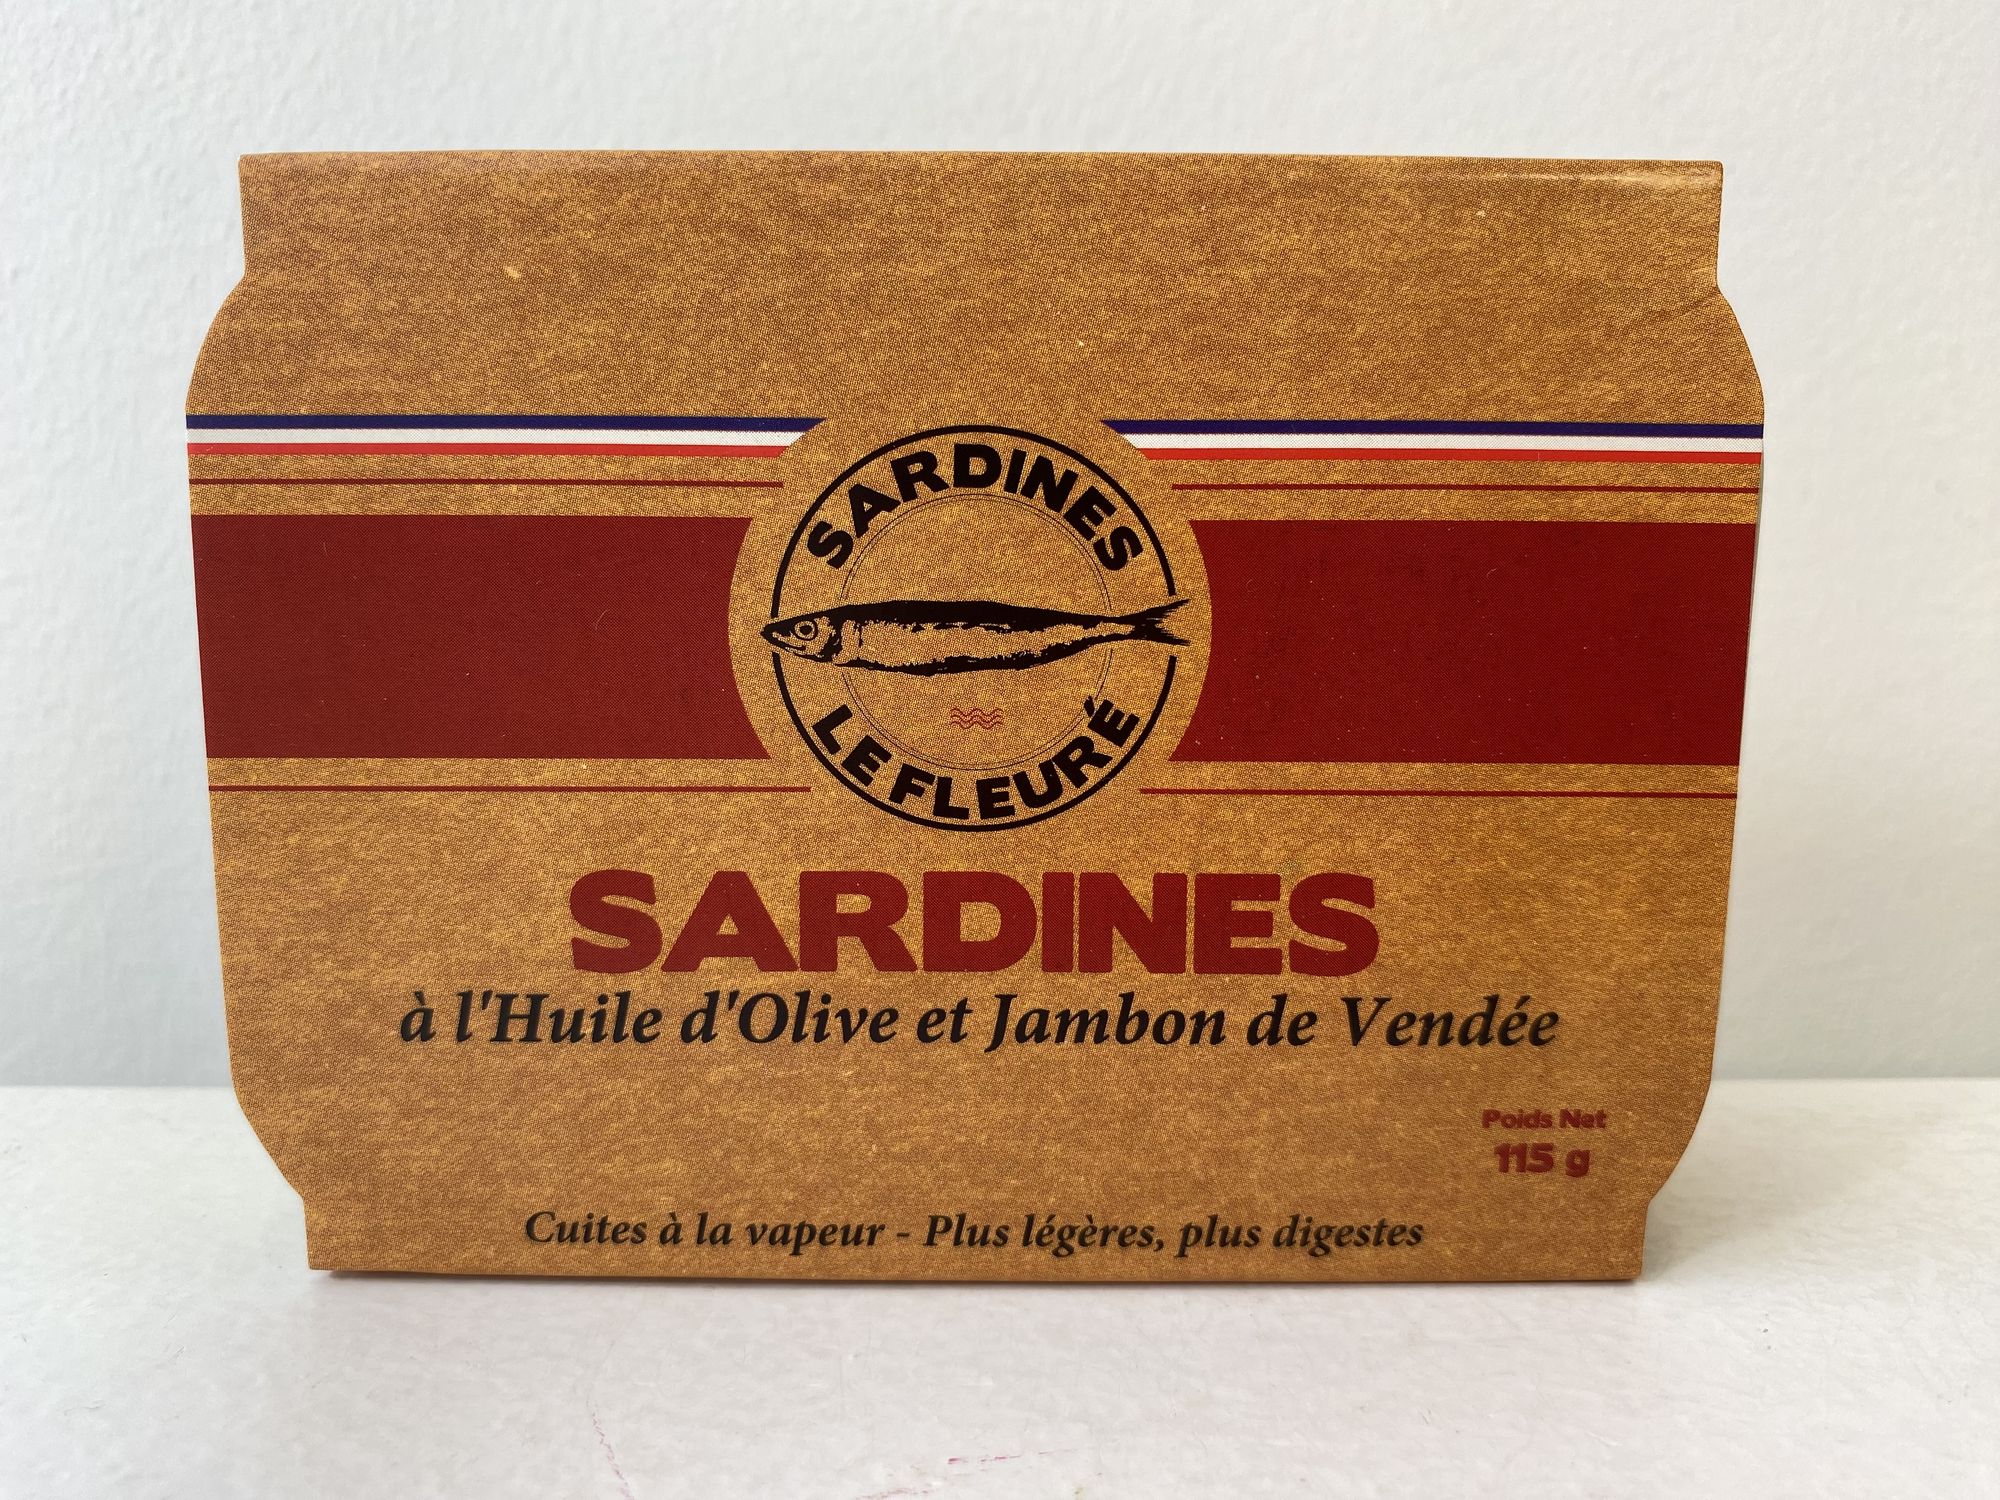 SARDINES
LE FLEURÉ
SARDINES
à l'Huile d'Olive et Jambon de Vendée
Poids Net
115 g
Cuites à la vapeur - Plus légères, plus digestes